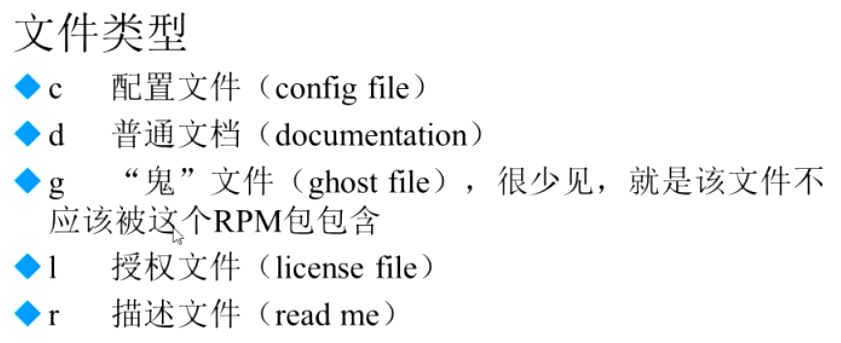 文件类型
c 配置文件（config file）
d 普通文档（documentation）
g “鬼”文件（ghost file），很少见，就是该文件不
应该被这个RPM包包含
l 授权文件（license file）
r 描述文件（read me）